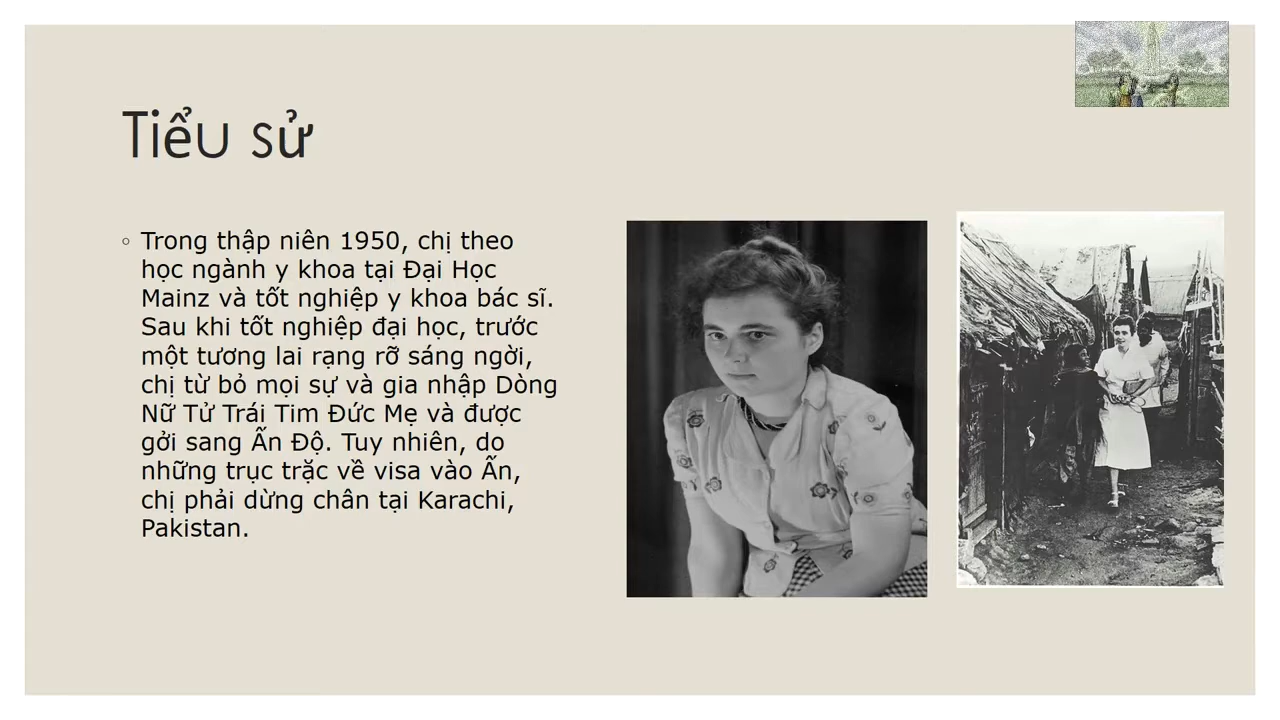 Tiểu sử
Trong thập niên 1950, chị theo
học ngành y khoa tại Đại Học
Mainz và tốt nghiệp y khoa bác sĩ.
Sau khi tốt nghiệp đại học, trước
một tương lai rạng rỡ sáng ngời,
chị từ bỏ mọi sự và gia nhập Dòng
Nữ Tử Trái Tim Đức Mẹ và được
gởi sang Ấn Độ. Tuy nhiên, do
những trục trặc về visa vào Ấn,
chị phải dừng chân tại Karachi,
Pakistan.